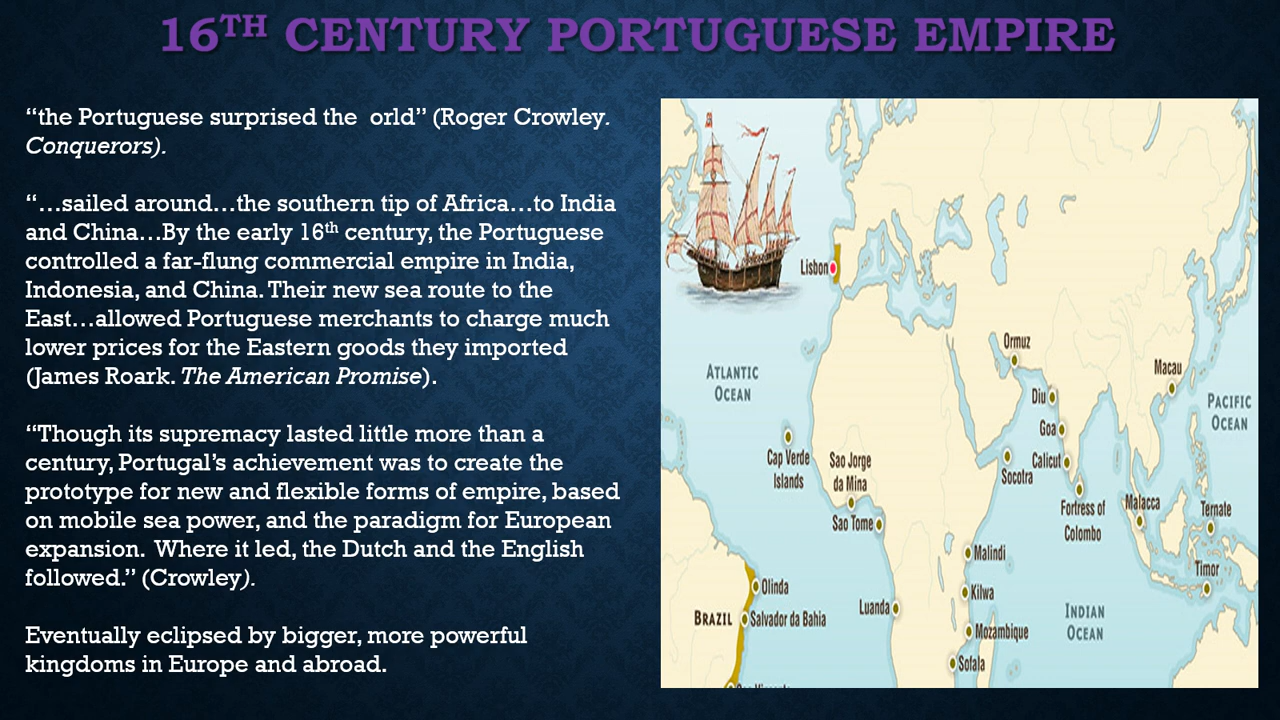 16TH CENTURY PORTUGUESE EMPIRE
“the Portuguese surprised the  orld” (Roger Crowley.
Conquerors).
“…sailed around…the southern tip of Africa…to India
and China…By the early 16th century, the Portuguese
controlled a far-flung commercial empire in India,
Indonesia, and China. Their new sea route to the
East…allowed Portuguese merchants to charge much
lower prices for the Eastern goods they imported
(James Roark. The American Promise).
“Though its supremacy lasted little more than a
century, Portugal’s achievement was to create the
prototype for new and flexible forms of empire, based
on mobile sea power, and the paradigm for European
expansion.  Where it led, the Dutch and the English
followed.” (Crowley).
Eventually eclipsed by bigger, more powerful
kingdoms in Europe and abroad.
Lisbon
ATLANTIC
OCEAN
Ormuz
Macau
Diu
PACIFIC
OCEAN
Goa
Cap Verde
Islands
Sao Jorge
da Mina
Calicut
Socotra
Fortress of
Colombo
Malacca
Ternate
Sao Tome
Malindi
Timor
Olinda
Kilwa
BRAZIL
Salvador da Bahia
Luanda
INDIAN
OCEAN
Mozambique
Sofala